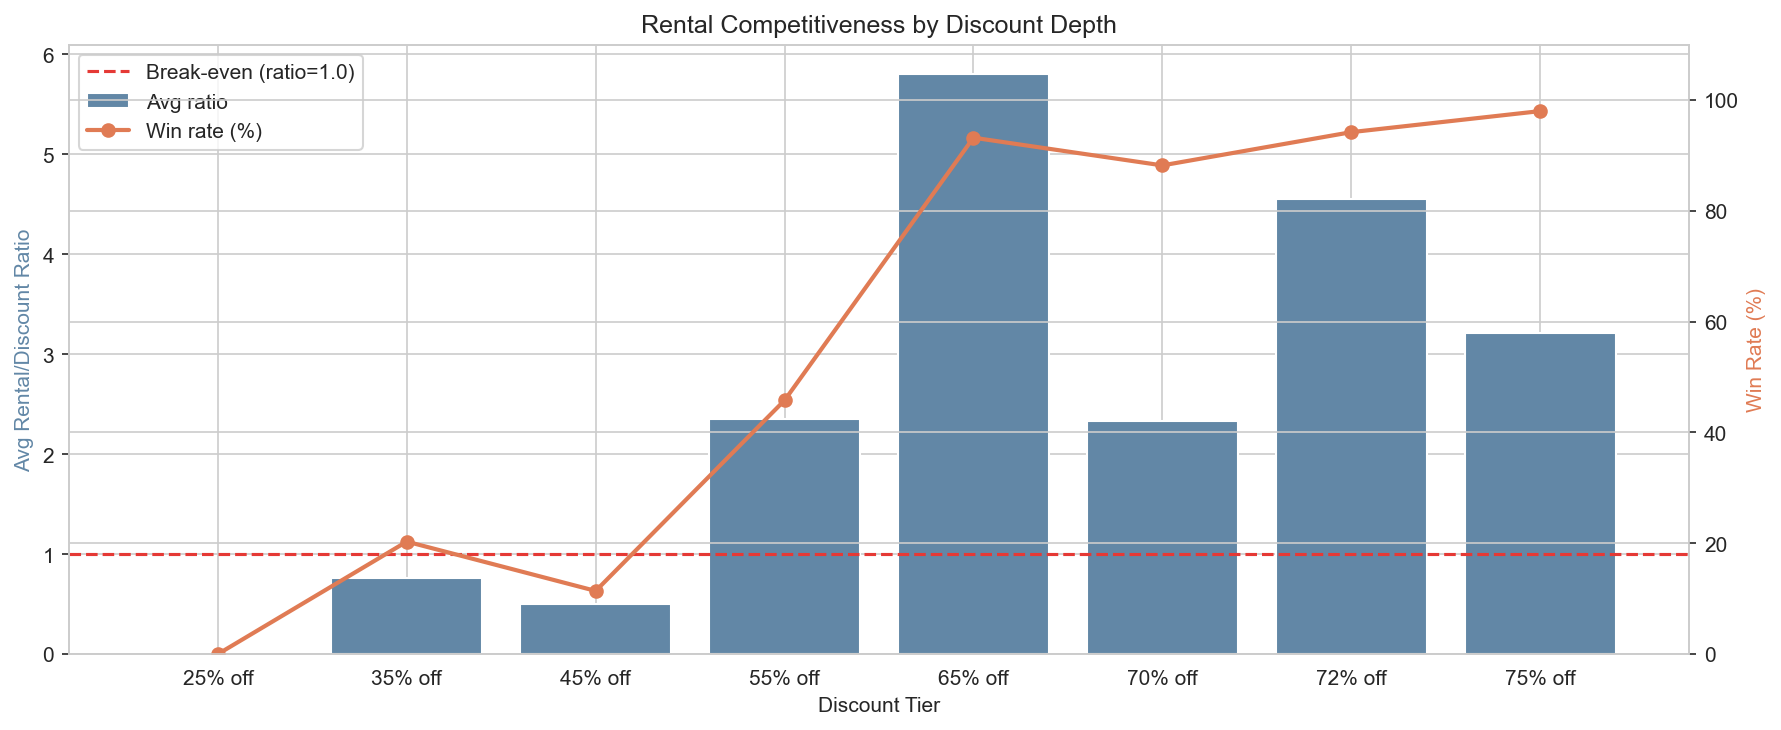 Rental Competitiveness by Discount Depth
Break-even (ratio=1.0)
Avg ratio
Win rate (%)
Avg Rental/Discount Ratio
6
5
4
3
2
1
0
100
80
60
40
20
0
Win Rate (%)
25% off 35% off 45% off 55% off 65% off 70% off 72% off 75% off
Discount Tier